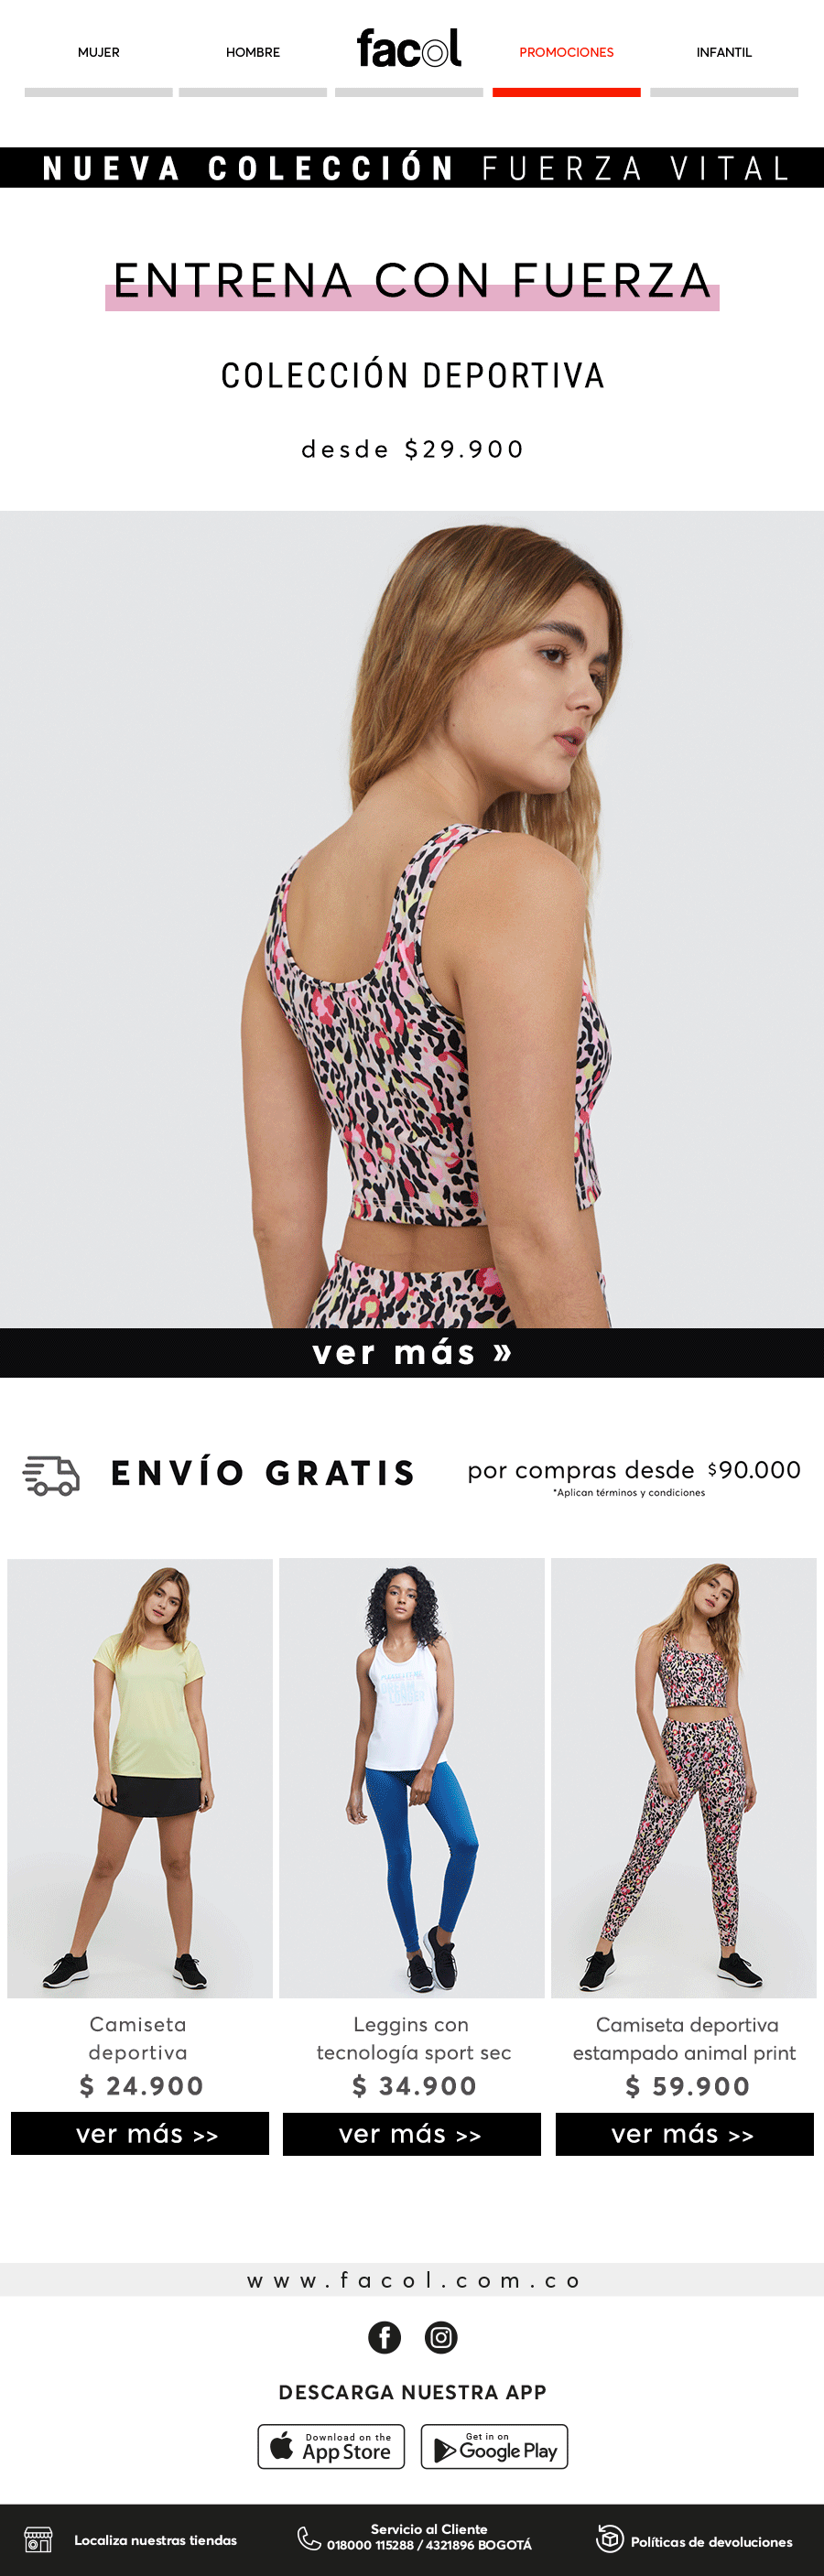 MUJER
HOMBRE
facol
PROMOCIONES
INFANTIL
NUEVA COLECCIÓN FUERZA VITAL
ENTRENA CON FUERZA
COLECCIÓN DEPORTIVA
desde $29.900
ver más »
ENVÍO GRATIS
por compras desde $90.000
*Aplican términos y condiciones
Camiseta
deportiva
$ 24.900
ver más >>
Leggins con
tecnología sport sec
$ 34.900
ver más >>
Camiseta deportiva
estampado animal print
$ 59.900
ver más >>
www.facol.com.co
DESCARGA NUESTRA APP
Download on the
App Store
Get in on
Google Play
Localiza nuestras tiendas
Servicio al Cliente
018000 115288 / 4321896 BOGOTÁ
Políticas de devoluciones